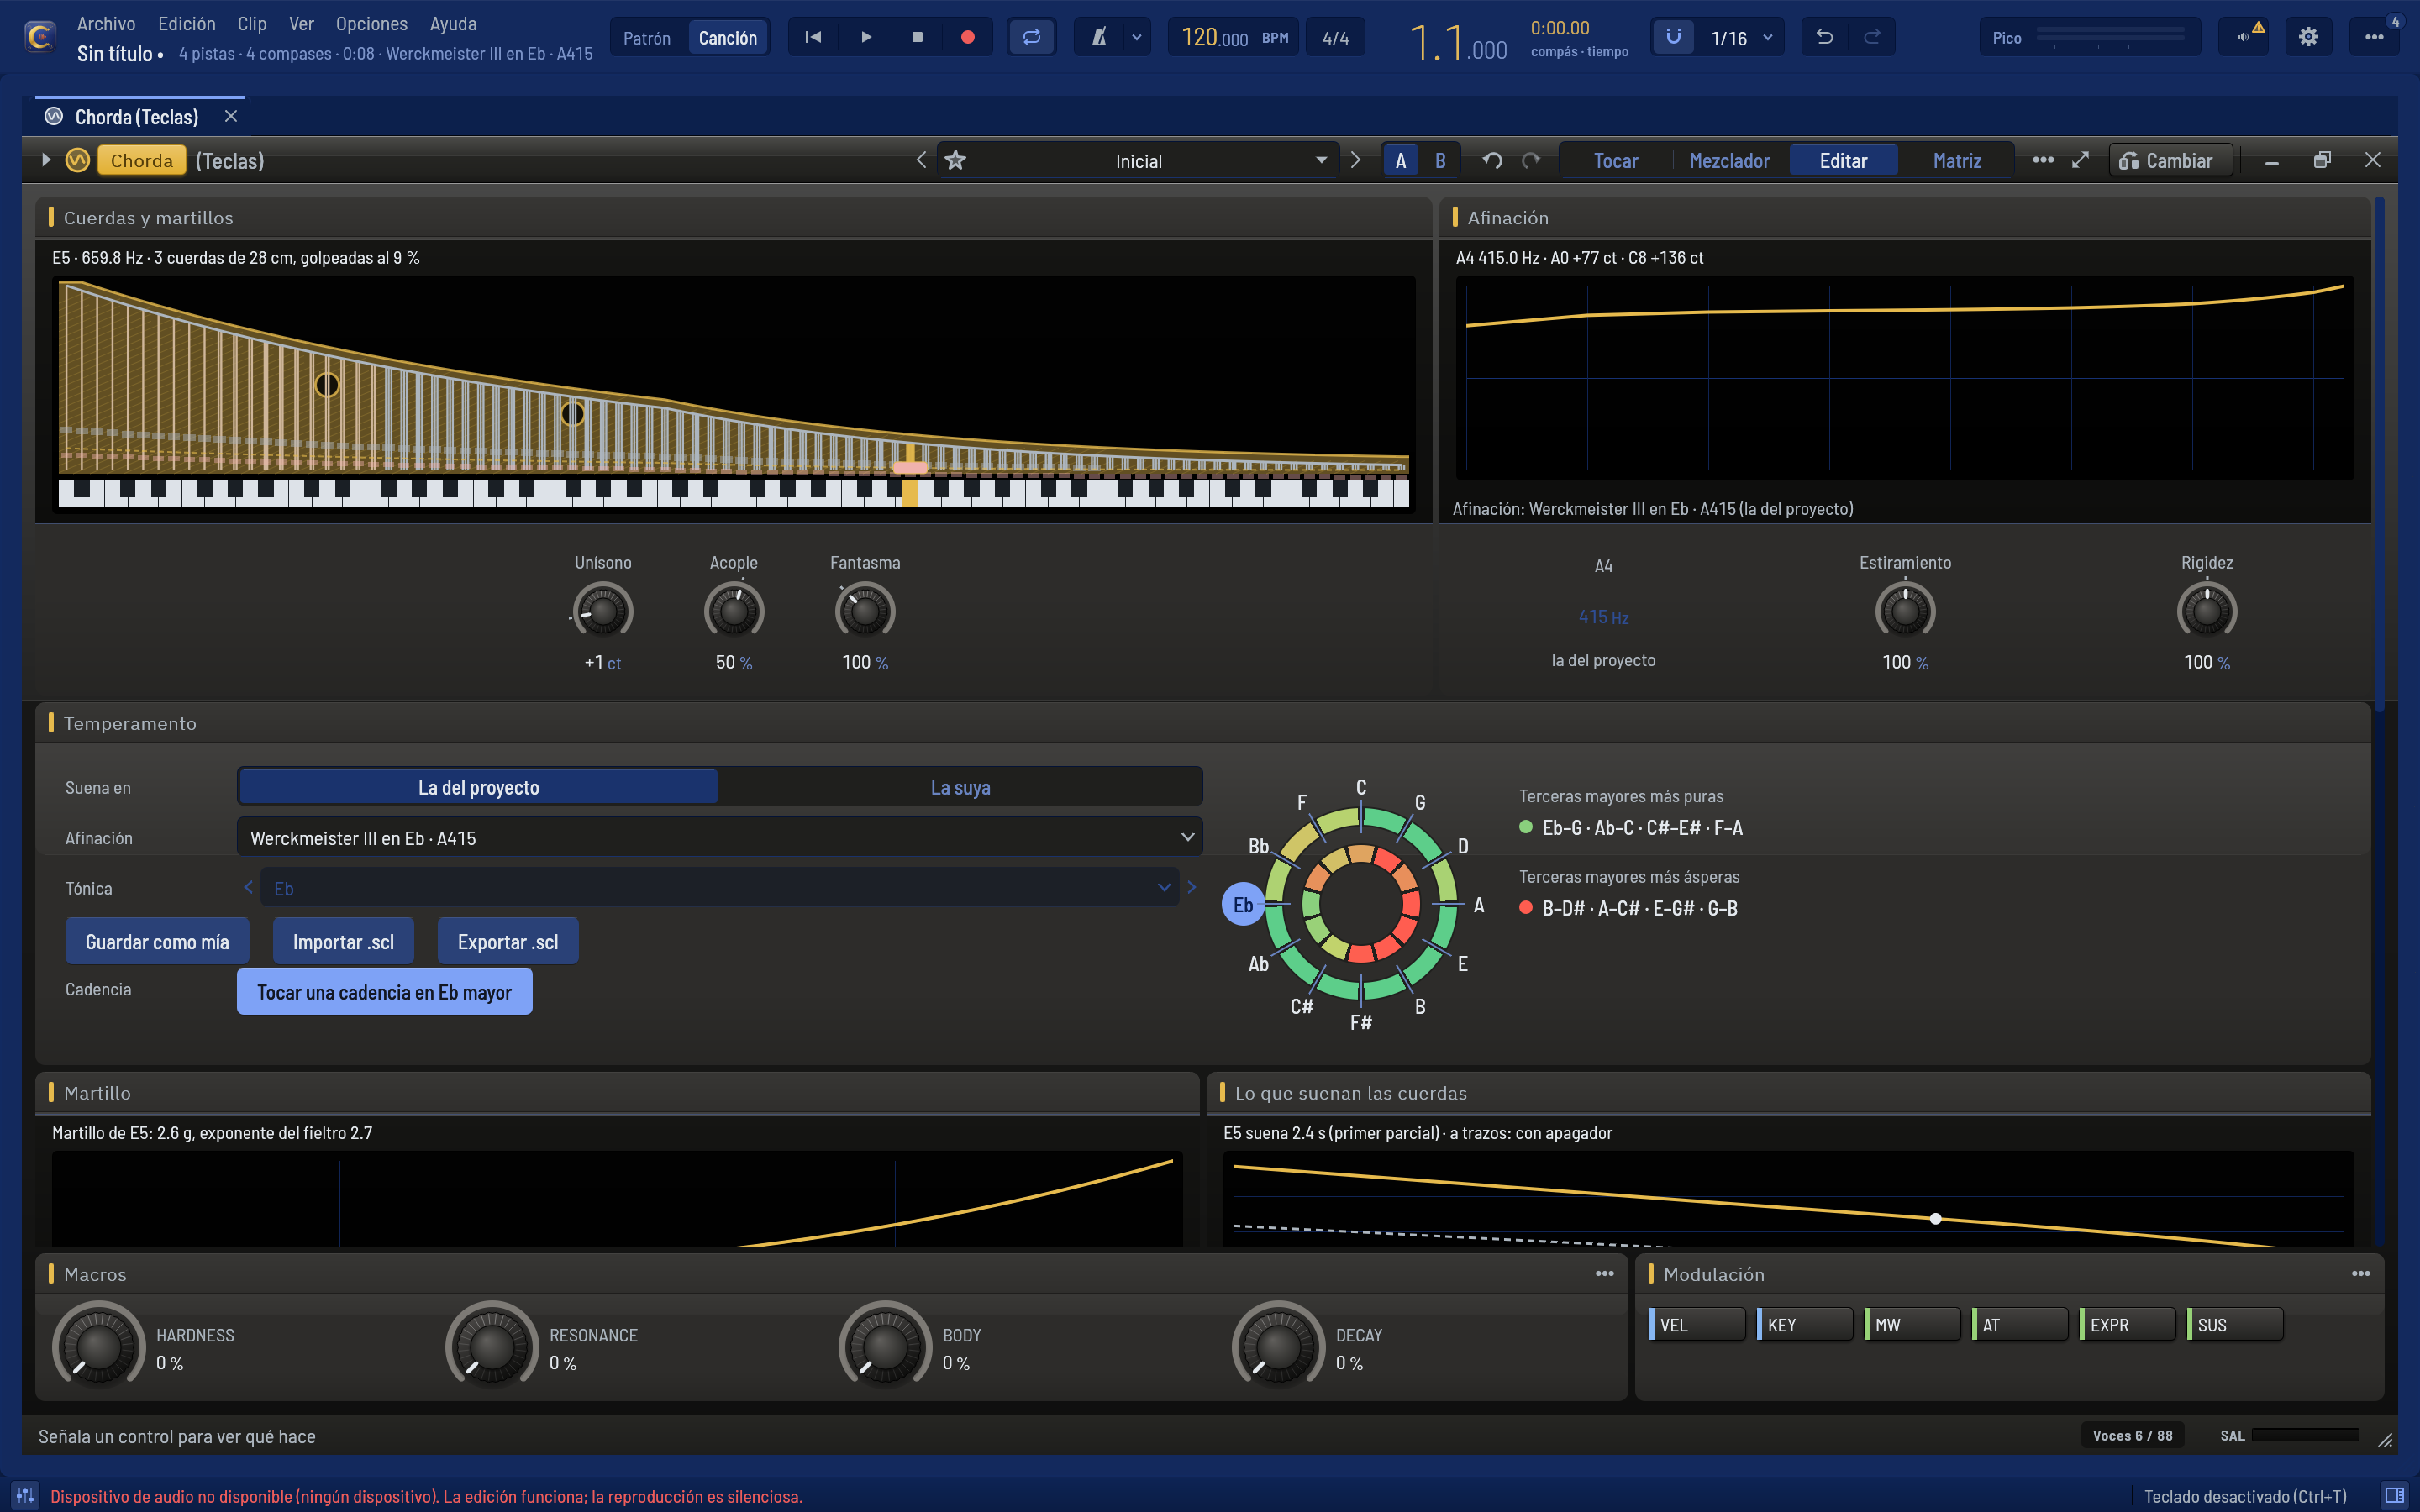 Archivo Edición Clip Ver Opciones Ayuda
Sin título • 4 pistas · 4 compases · 0:08 · Werckmeister III en Eb · A415
Patrón Canción
120.000 BPM 4/4
1.1.000
0:00.00
compás · tiempo
1/16
Pico
4
Chorda (Teclas)
Chorda (Teclas)
Inicial
A B
Tocar Mezclador Editar Matriz
Cambiar
Cuerdas y martillos
E5 · 659.8 Hz · 3 cuerdas de 28 cm, golpeadas al 9 %
Unísono Acople Fantasma
+1 ct 50 % 100 %
Afinación
A4 415.0 Hz · A0 +77 ct · C8 +136 ct
Afinación: Werckmeister III en Eb · A415 (la del proyecto)
A4 Estiramiento Rigidez
415 Hz
la del proyecto 100 % 100 %
Temperamento
Suena en La del proyecto La suya
Afinación Werckmeister III en Eb · A415
Tónica Eb
Guardar como mía Importar .scl Exportar .scl
Cadencia Tocar una cadencia en Eb mayor
C
G
D
A
E
B
F#
C#
Ab
Eb
Bb
F
Terceras mayores más puras
Eb–G · Ab–C · C#–E# · F–A
Terceras mayores más ásperas
B–D# · A–C# · E–G# · G–B
Martillo
Martillo de E5: 2.6 g, exponente del fieltro 2.7
Lo que suenan las cuerdas
E5 suena 2.4 s (primer parcial) · a trazos: con apagador
Macros
HARDNESS
0 %
RESONANCE
0 %
BODY
0 %
DECAY
0 %
Modulación
VEL KEY MW AT EXPR SUS
Señala un control para ver qué hace
Voces 6 / 88 SAL
Dispositivo de audio no disponible (ningún dispositivo). La edición funciona; la reproducción es silenciosa.
Teclado desactivado (Ctrl+T)